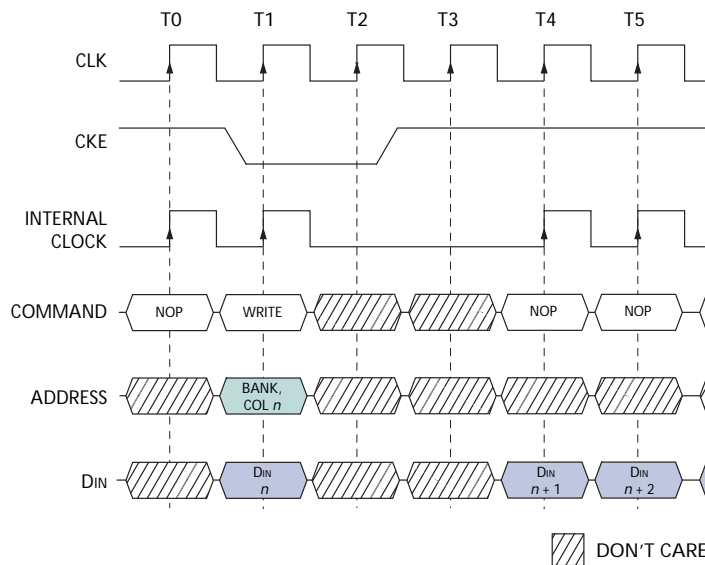 T0 T1 T2 T3 T4 T5
CLK
CKE
INTERNAL
CLOCK
COMMAND NOP WRITE NOP NOP
ADDRESS BANK,
COL n
DIN DIN DIN DIN
n n + 1 n + 2
DON'T CARE